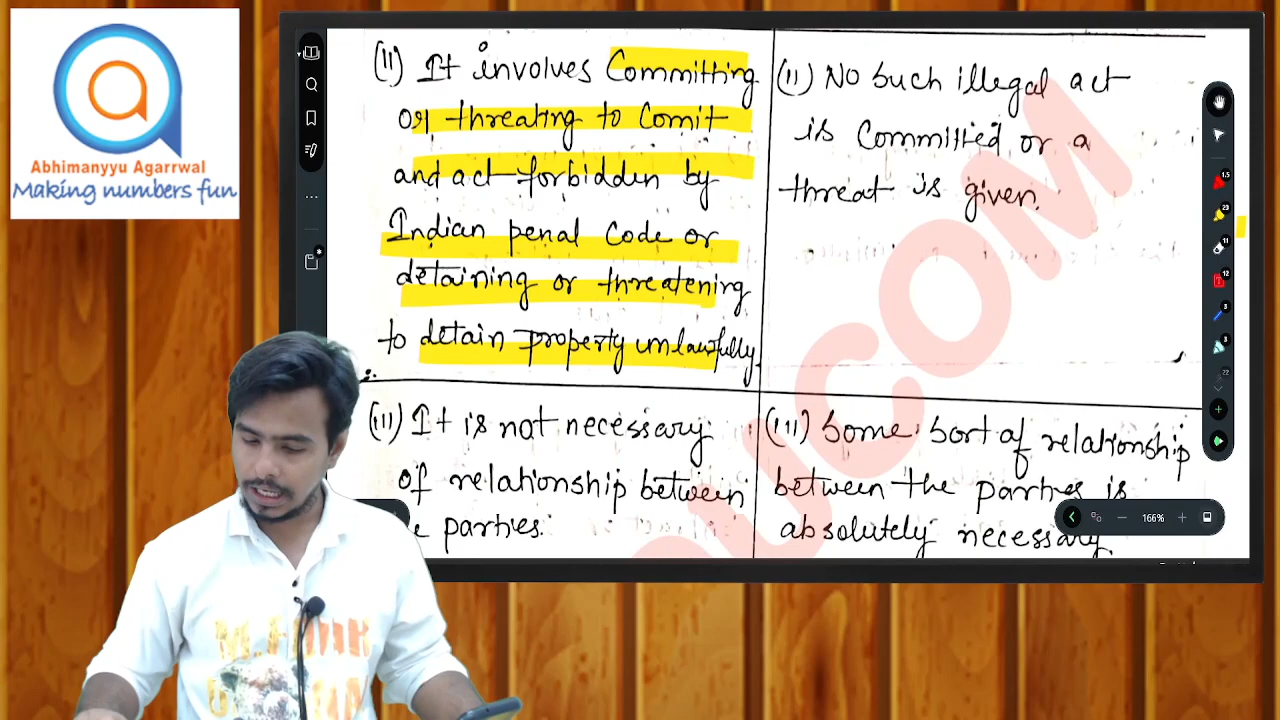 Abhimanyyu Agarrwal
Making numbers fun
(II) It involves Committing
or threating to Comit
and act forbidden by
Indian penal Code or
detaining or threatening
to detain property unlawfully.
(II) No such illegal act
is Committed or a
threat is given.
(III) It is not necessary
of relationship between
parties.
(III) Some sort of relationship
between the parties is
absolutely necessary.
UCOM
166%